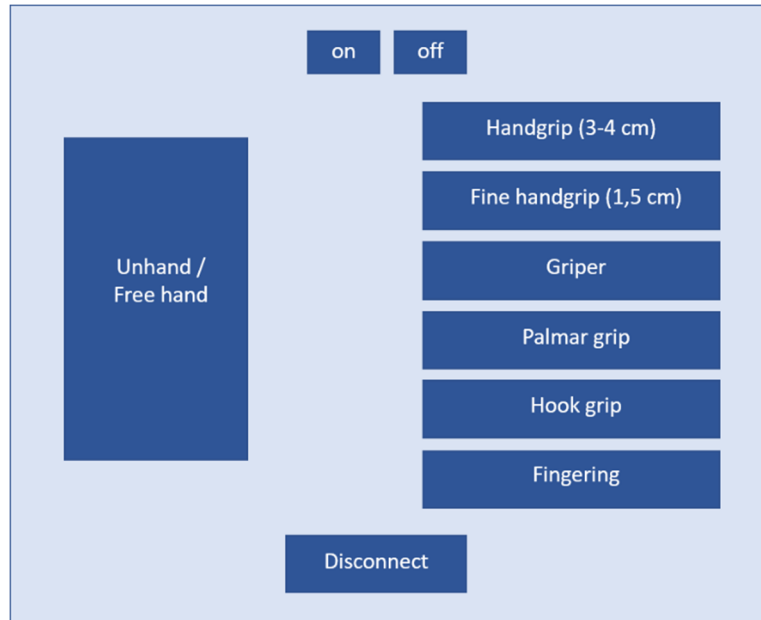 on
off
Handgrip (3-4 cm)
Unhand /
Free hand
Fine handgrip (1,5 cm)
Griper
Palmar grip
Hook grip
Fingering
Disconnect